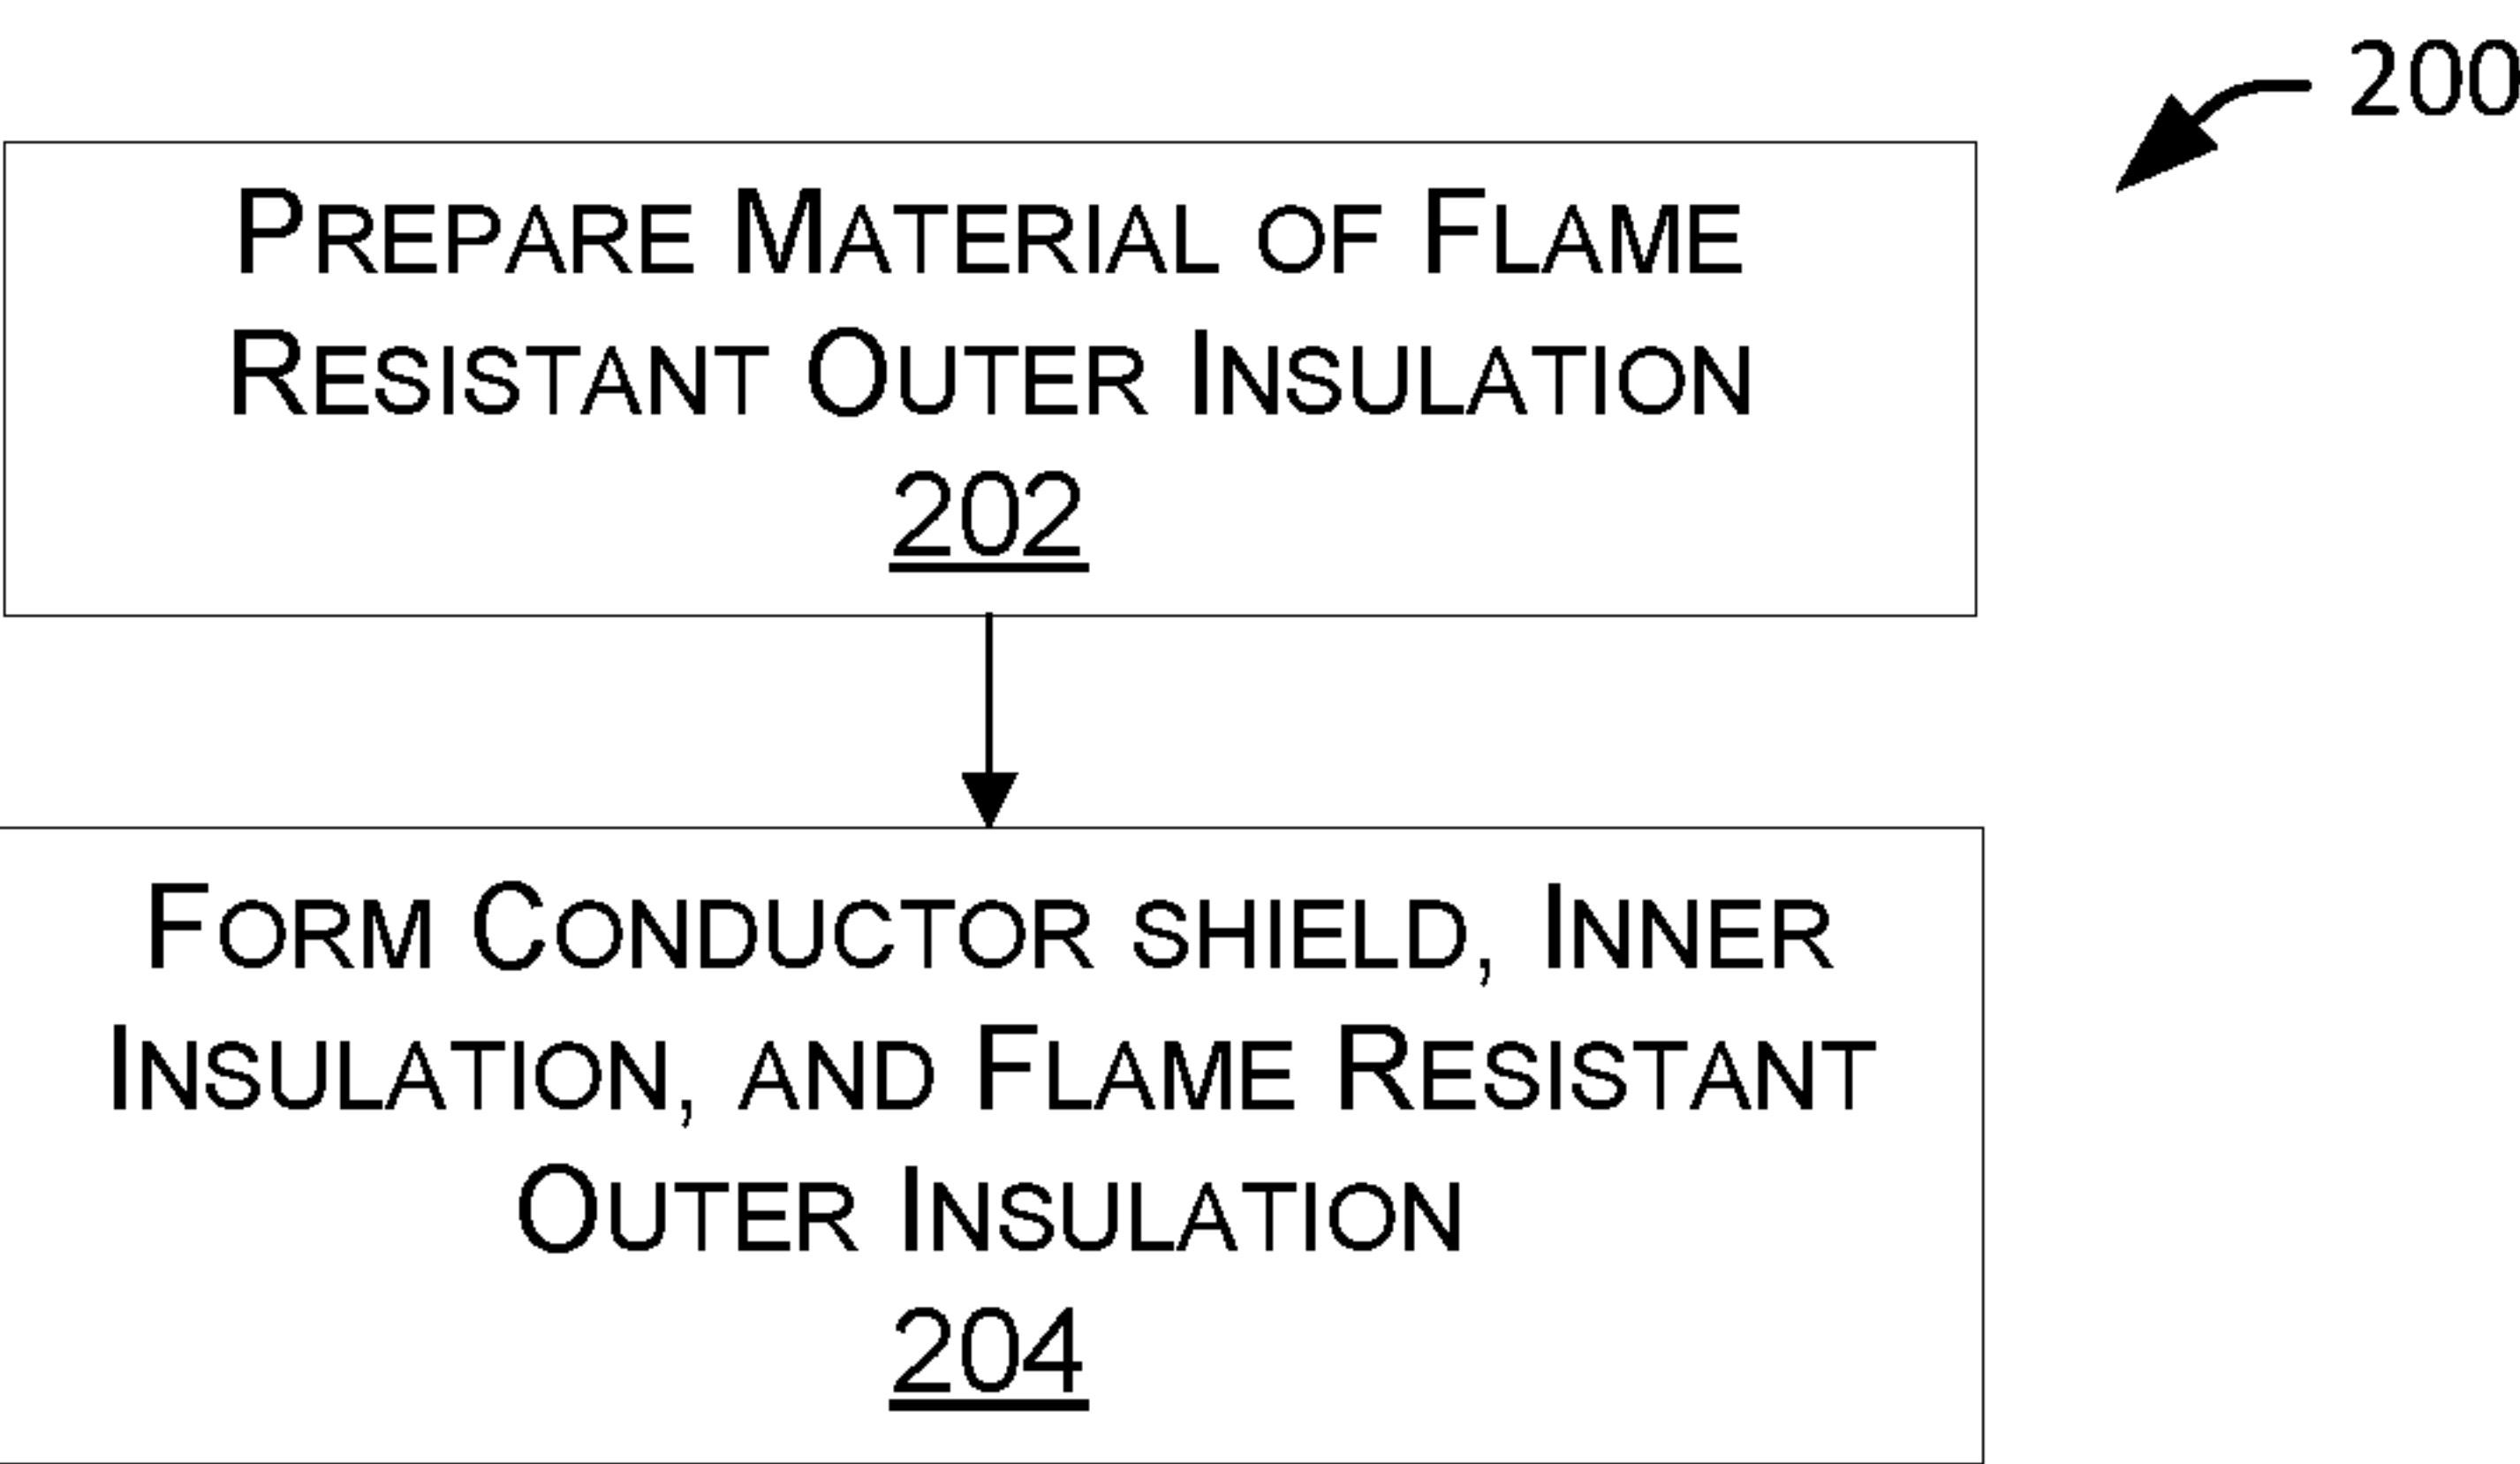 200
PREPARE MATERIAL OF FLAME
RESISTANT OUTER INSULATION
202
FORM CONDUCTOR SHIELD, INNER
INSULATION, AND FLAME RESISTANT
OUTER INSULATION
204